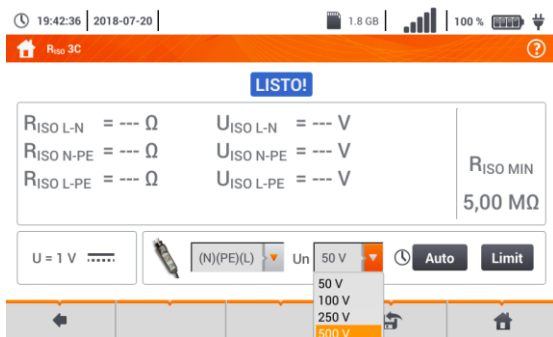 19:42:36 2018-07-20 1.8 GB 100 %
RISO 3C ?
LISTO!
RISO L-N = --- Ω UISO L-N = --- V
RISO N-PE = --- Ω UISO N-PE = --- V
RISO L-PE = --- Ω UISO L-PE = --- V
RISO MIN
5,00 MΩ
U = 1 V (N)(PE)(L) Un 50 V Auto Limit
50 V
100 V
250 V
500 V